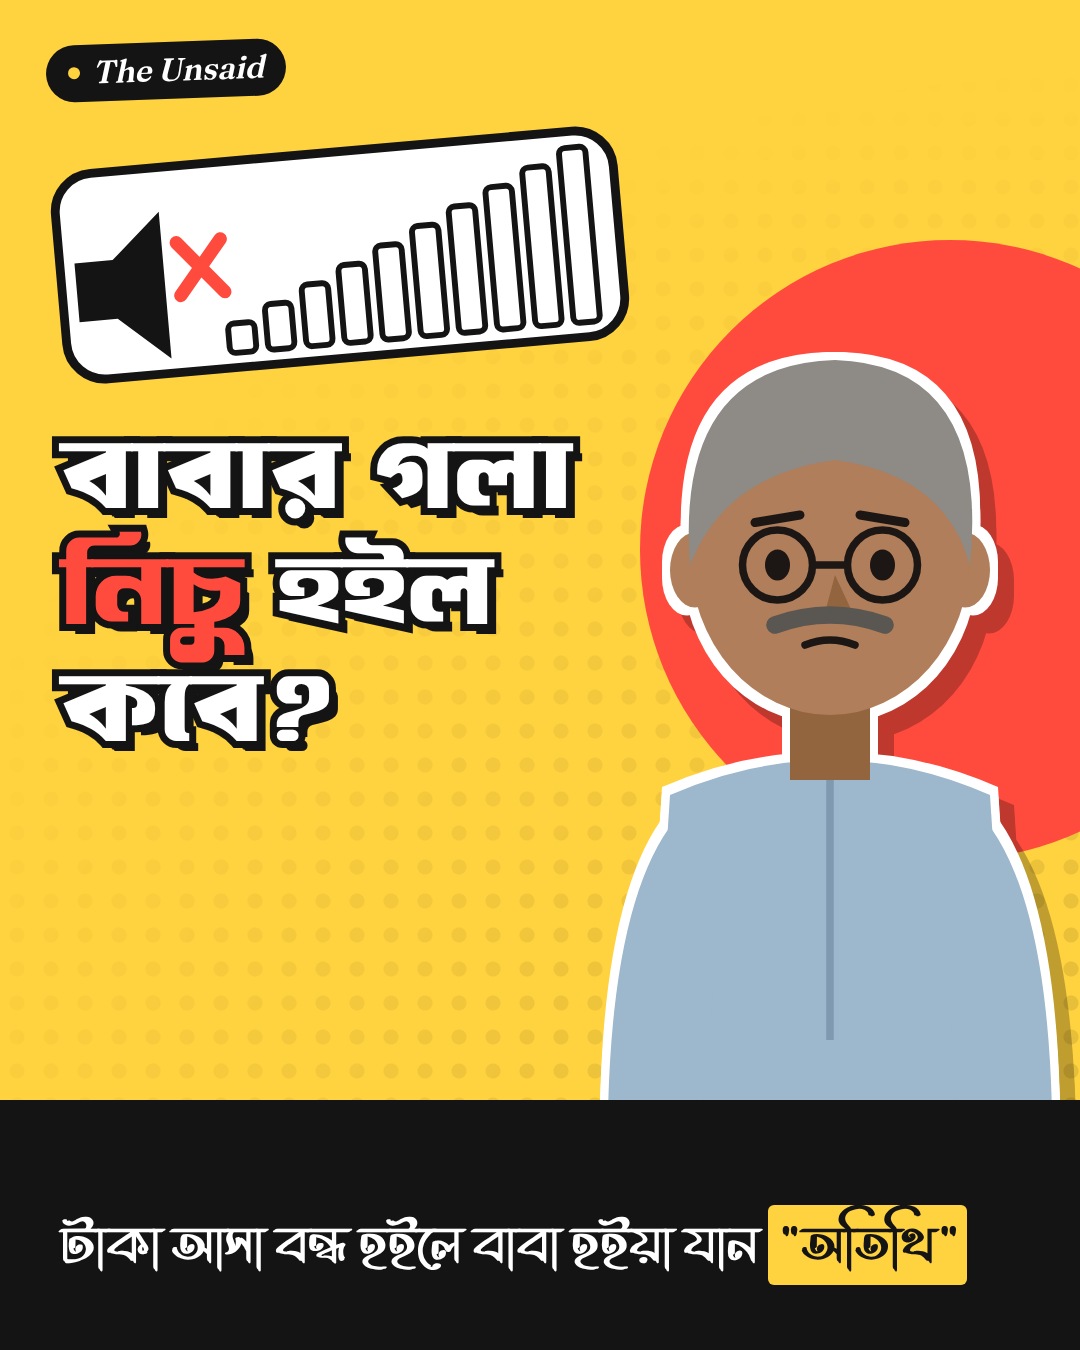 The Unsaid
বাবার গলা
নিচু হইল
কবে?
টাকা আসা বন্ধ হইলে বাবা হইয়া যান "অতিথি"